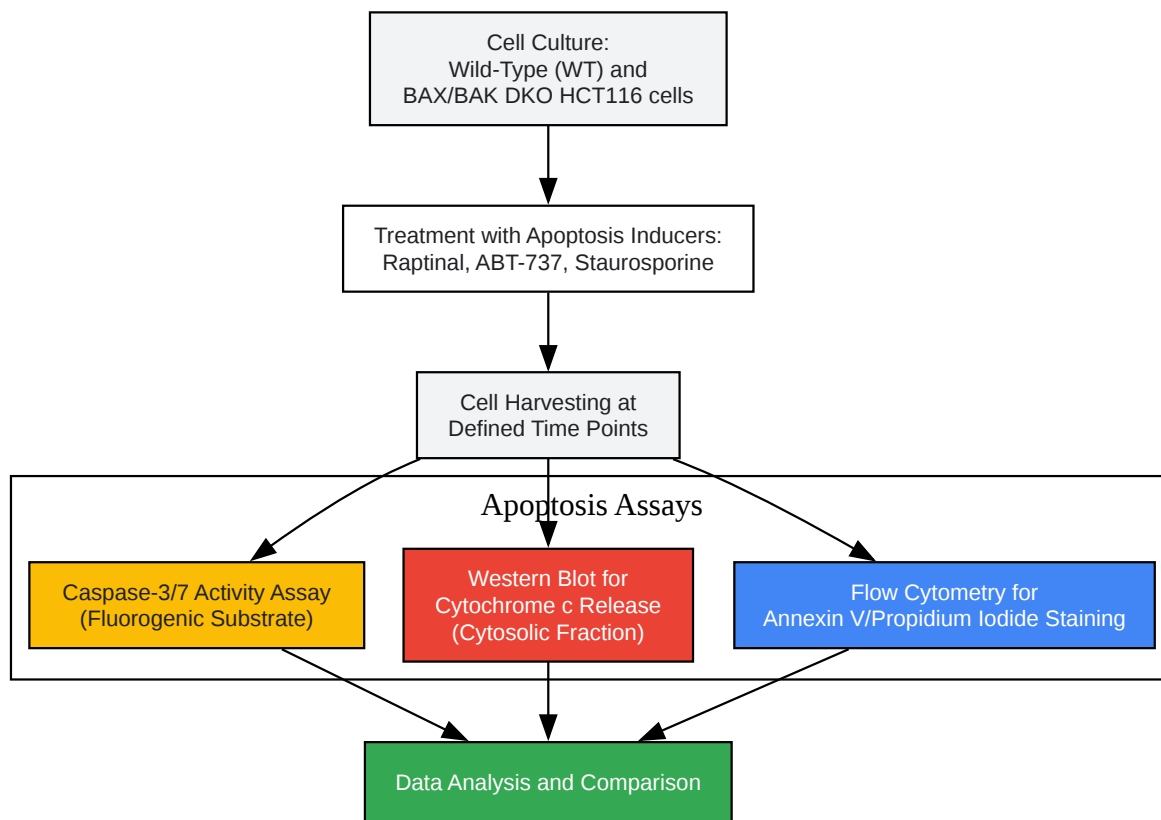 Cell Culture:
Wild-Type (WT) and
BAX/BAK DKO HCT116 cells
Treatment with Apoptosis Inducers:
Raptinal, ABT-737, Staurosporine
Cell Harvesting at
Defined Time Points
Apoptosis Assays
Caspase-3/7 Activity Assay
(Fluorogenic Substrate)
Western Blot for
Cytochrome c Release
(Cytosolic Fraction)
Flow Cytometry for
Annexin V/Propidium Iodide Staining
Data Analysis and Comparison